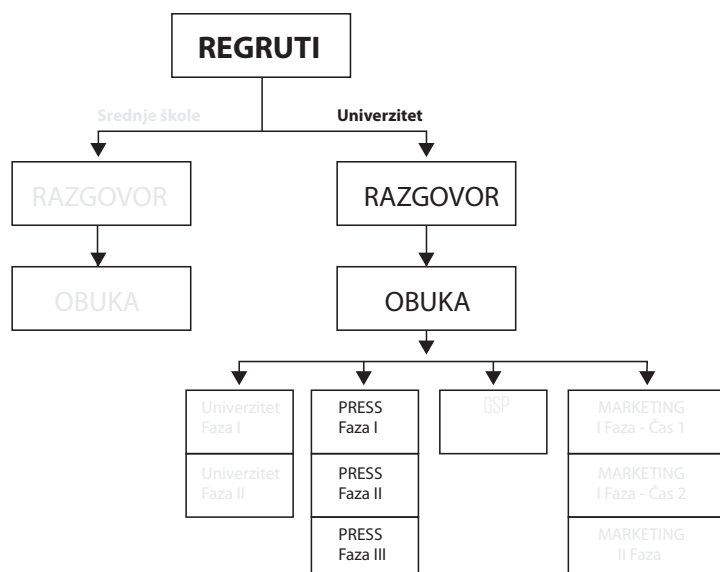 REGRUTI
Srednje škole
Univerzitet
RAZGOVOR
RAZGOVOR
OBUKA
OBUKA
Univerzitet
Faza I
PRESS
Faza I
GSP
MARKETING
I Faza - Čas 1
Univerzitet
Faza II
PRESS
Faza II
MARKETING
I Faza - Čas 2
PRESS
Faza III
MARKETING
II Faza